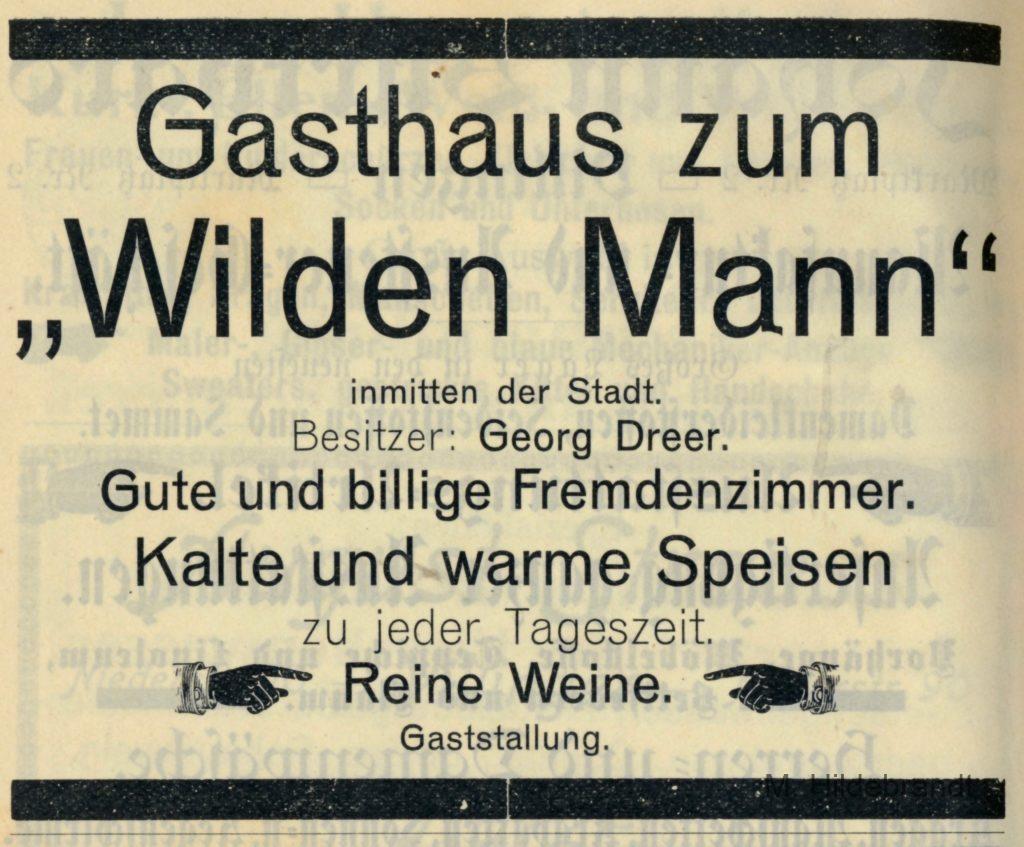 Gasthaus zum
„Wilden Mann“
inmitten der Stadt.
Besitzer: Georg Dreer.
Gute und billige Fremdenzimmer.
Kalte und warme Speisen
zu jeder Tageszeit.
Reine Weine.
Gaststallung.
M. Hildebrandt